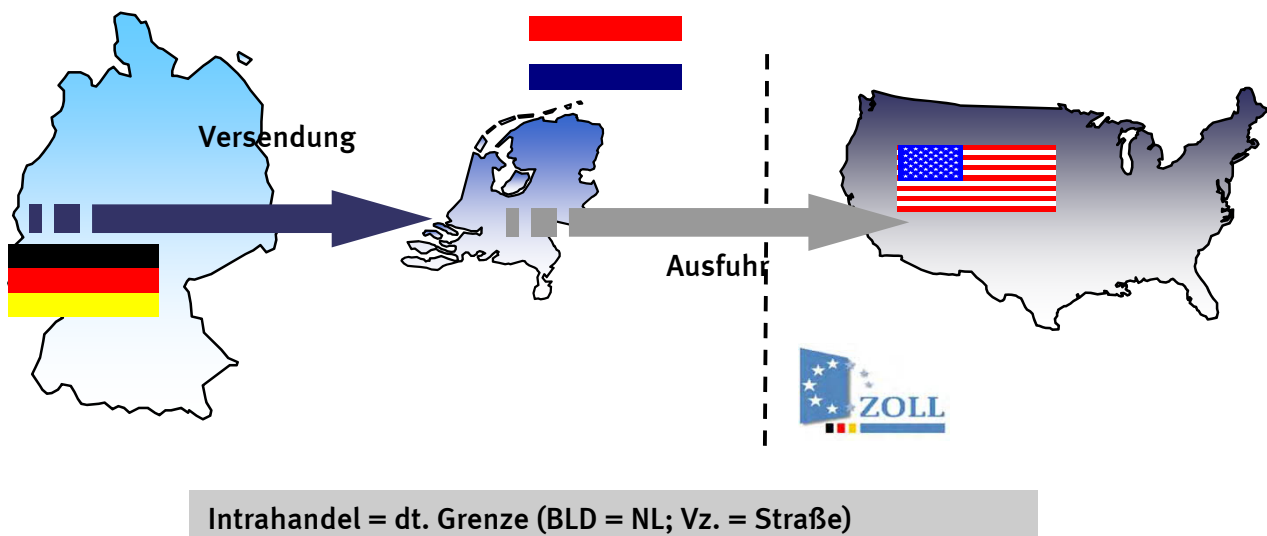 Versendung
Ausfuhr
ZOLL
Intrahandel = dt. Grenze (BLD = NL; Vz. = Straße)